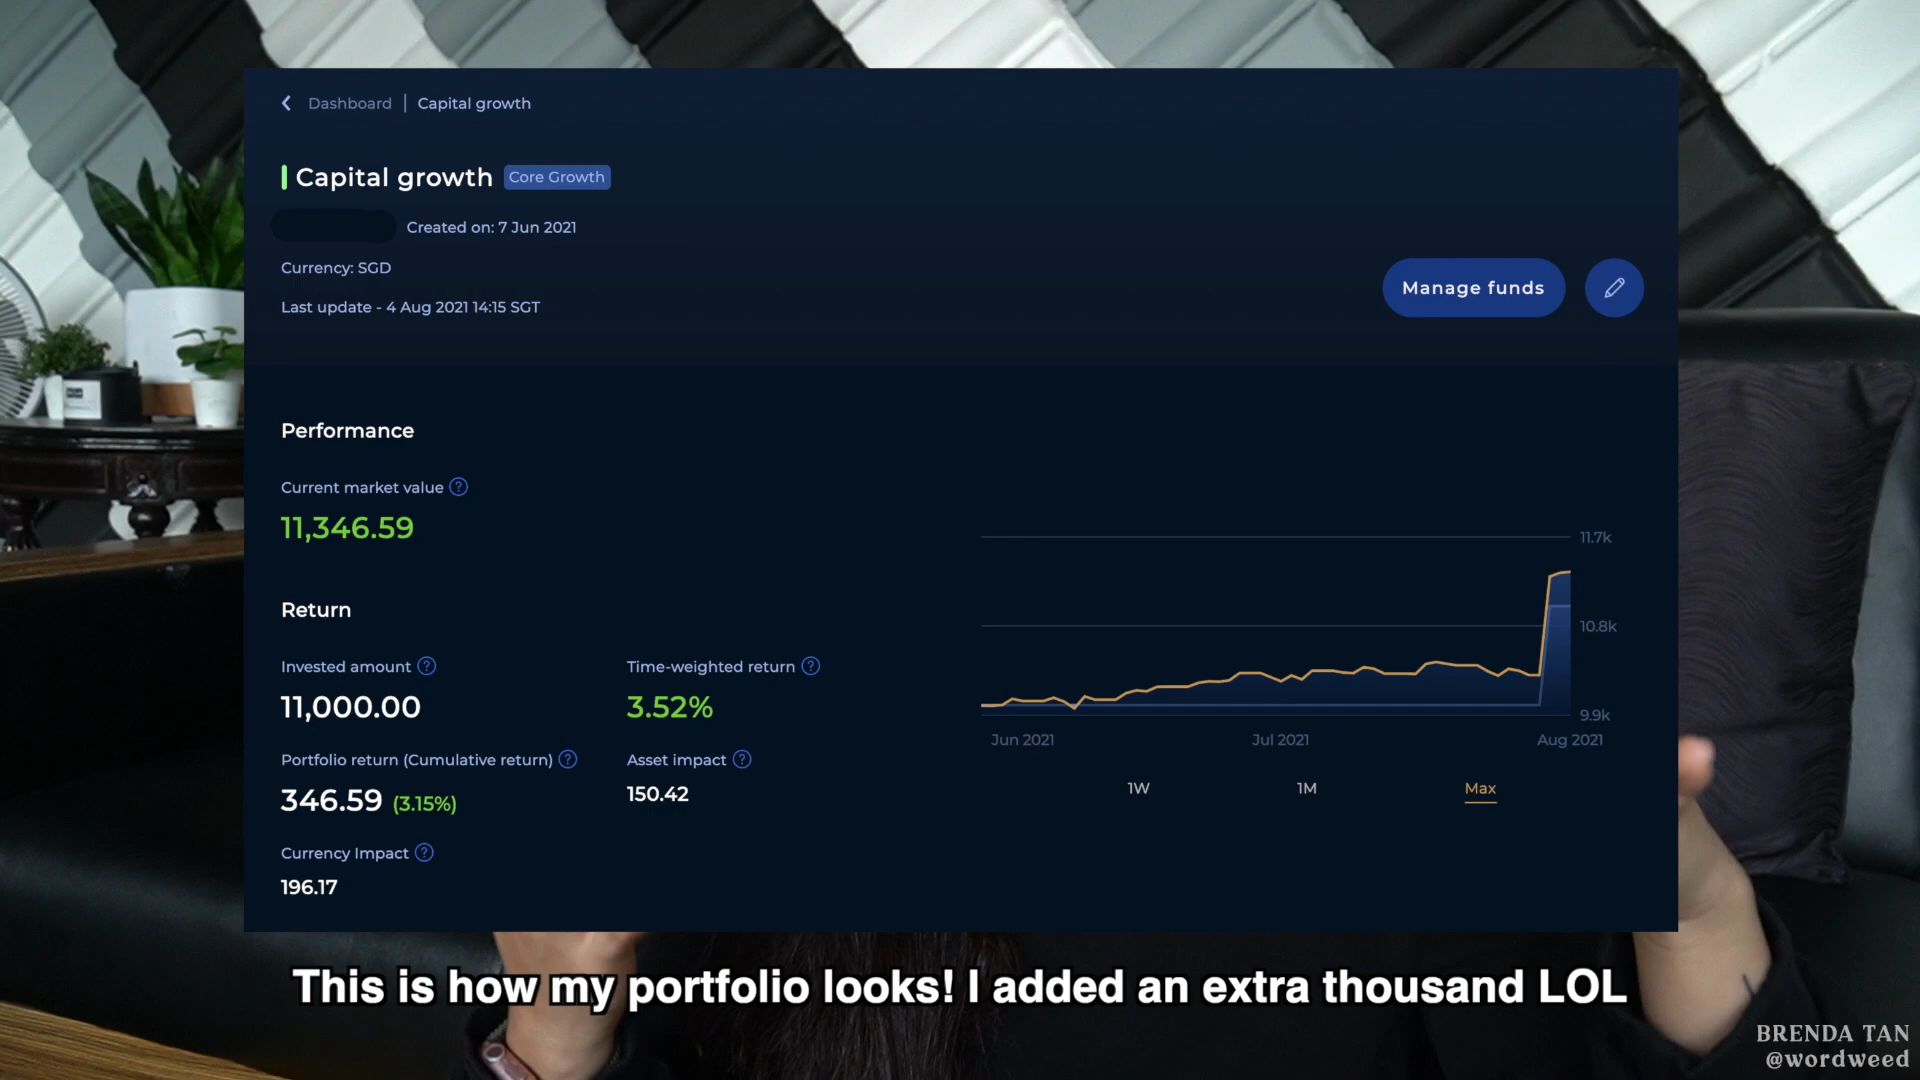 Dashboard | Capital growth
Capital growth Core Growth
Created on: 7 Jun 2021
Currency: SGD
Last update - 4 Aug 2021 14:15 SGT
Manage funds
Performance
Current market value ?
11,346.59
Return
Invested amount ?
11,000.00
Time-weighted return ?
3.52%
Portfolio return (Cumulative return) ?
346.59 (3.15%)
Asset impact ?
150.42
Currency Impact ?
196.17
11.7k
10.8k
9.9k
Jun 2021 Jul 2021 Aug 2021
1W 1M Max
This is how my portfolio looks! I added an extra thousand LOL
BRENDA TAN
@wordweed